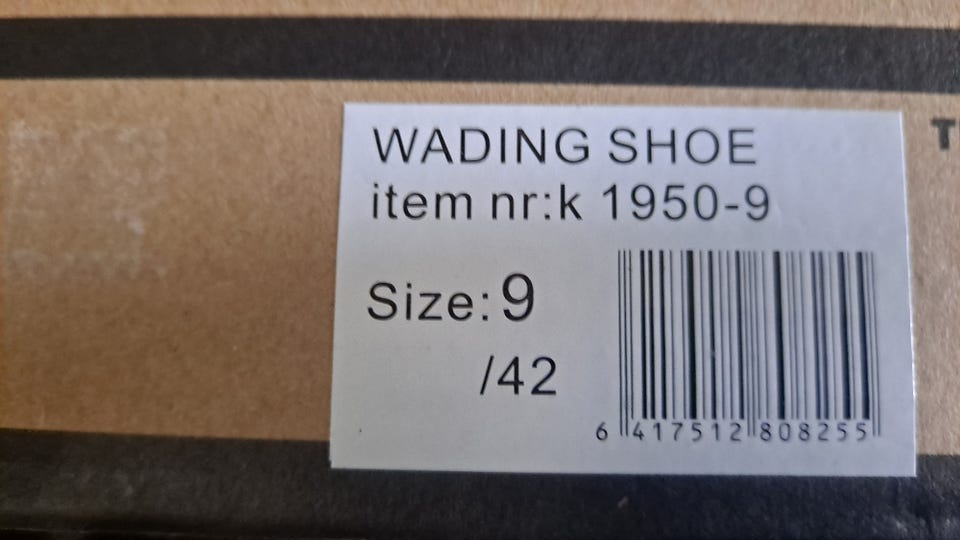 WADING SHOE
item nr:k 1950-9
Size: 9
/42
6 417512 808255